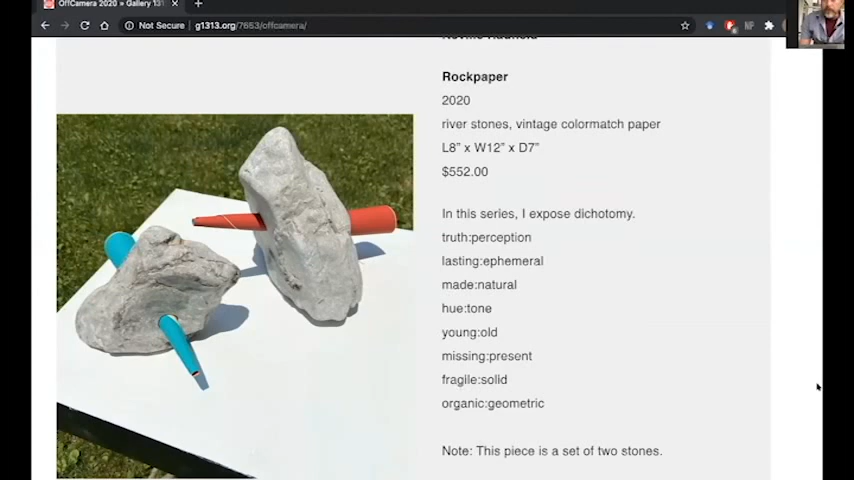 OffCamera 2020 » Gallery 131
Not Secure
g1313.org/7653/offcamera/
Rockpaper
2020
river stones, vintage colormatch paper
L8” x W12” x D7”
$552.00
In this series, I expose dichotomy.
truth:perception
lasting:ephemeral
made:natural
hue:tone
young:old
missing:present
fragile:solid
organic:geometric
Note: This piece is a set of two stones.